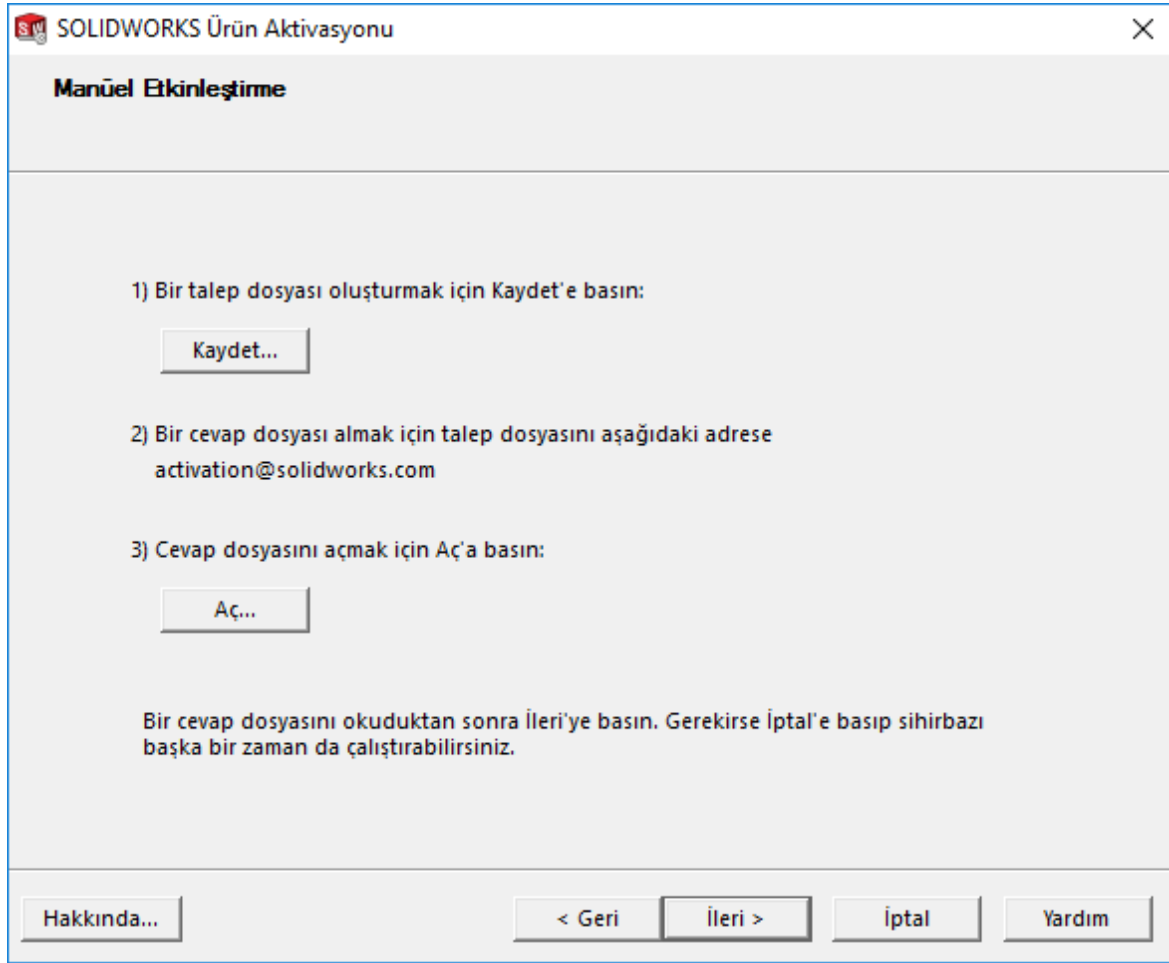 SOLIDWORKS Ürün Aktivasyonu
Manüel Etkinleştirme
1) Bir talep dosyası oluşturmak için Kaydet'e basın:
Kaydet...
2) Bir cevap dosyası almak için talep dosyasını aşağıdaki adrese
activation@solidworks.com
3) Cevap dosyasını açmak için Aç'a basın:
Aç...
Bir cevap dosyasını okuduktan sonra İleri'ye basın. Gerekirse İptal'e basıp sihirbazı
başka bir zaman da çalıştırabilirsiniz.
Hakkında... < Geri İleri > İptal Yardım